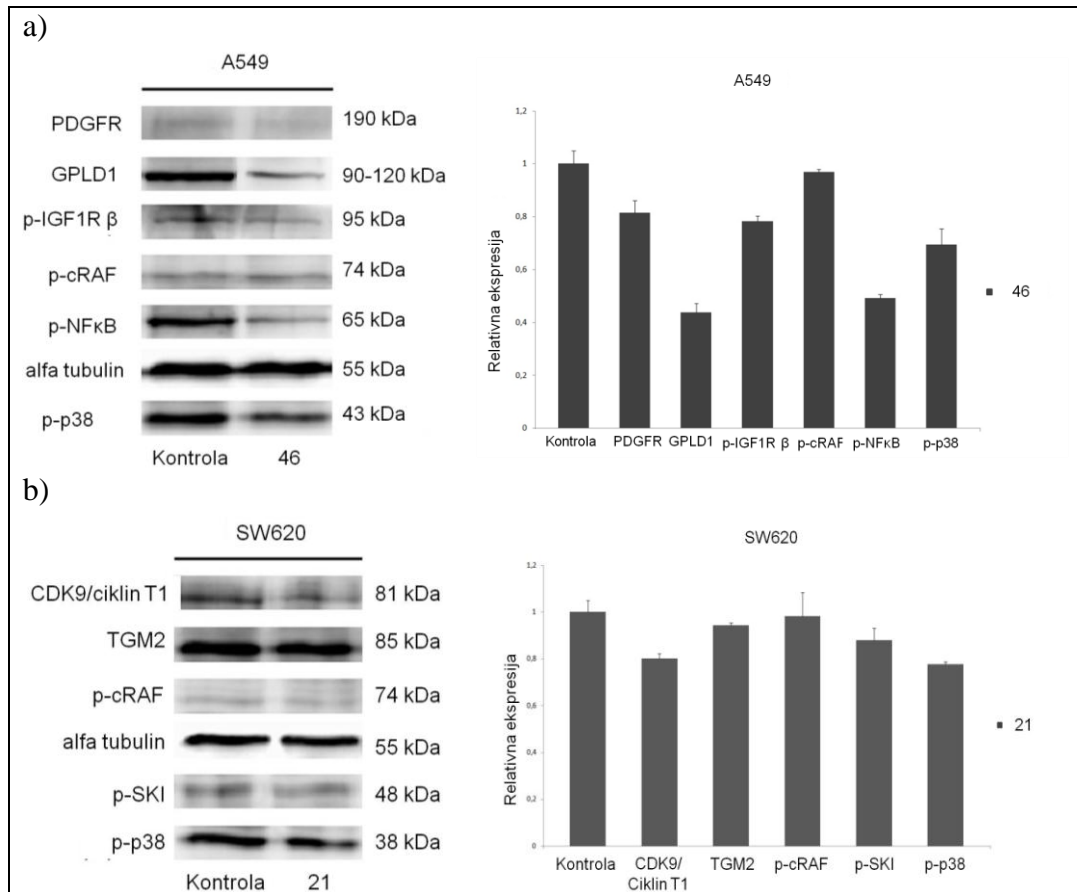 a)
A549
PDGFR 190 kDa
GPLD1 90-120 kDa
p-IGF1R β 95 kDa
p-cRAF 74 kDa
p-NFκB 65 kDa
alfa tubulin 55 kDa
p-p38 43 kDa
Kontrola 46
A549
Relativna ekspresija
1,2
1
0,8
0,6
0,4
0,2
0
Kontrola PDGFR GPLD1 p-IGF1R β p-cRAF p-NFκB p-p38
46
b)
SW620
CDK9/ciklin T1 81 kDa
TGM2 85 kDa
p-cRAF 74 kDa
alfa tubulin 55 kDa
p-SKI 48 kDa
p-p38 38 kDa
Kontrola 21
SW620
Relativna ekspresija
1,2
1
0,8
0,6
0,4
0,2
0
Kontrola CDK9/ TGM2 p-cRAF p-SKI p-p38
Ciklin T1
21